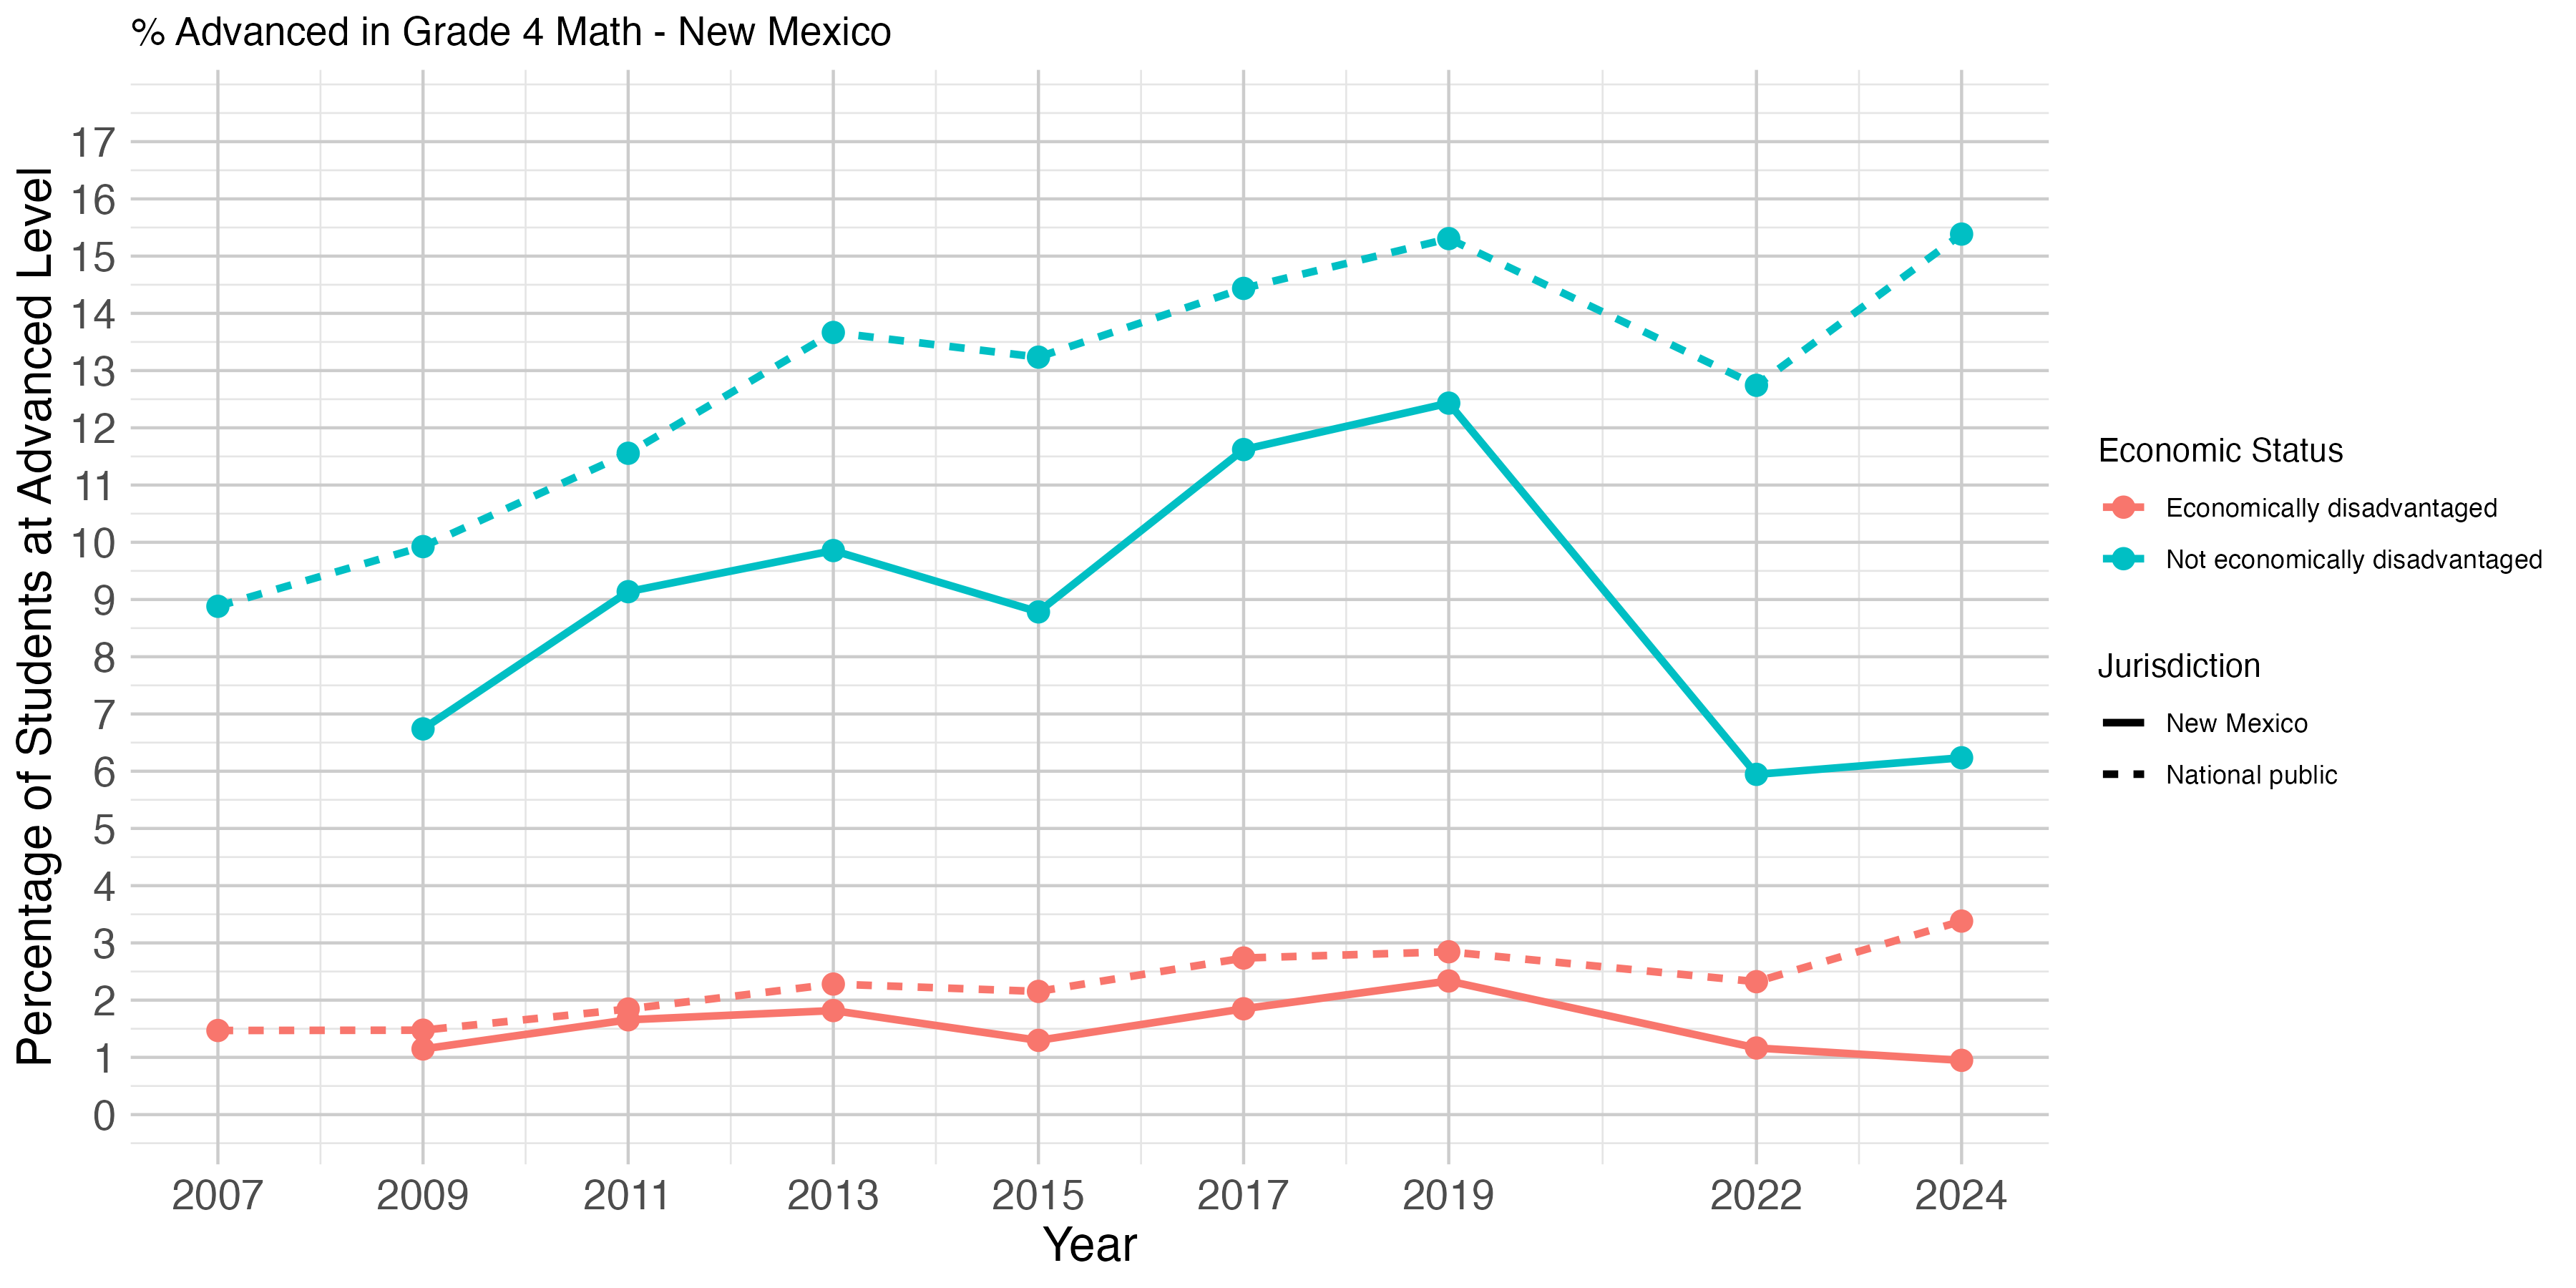 % Advanced in Grade 4 Math - New Mexico
Percentage of Students at Advanced Level
17
16
15
14
13
12
11
10
9
8
7
6
5
4
3
2
1
0
2007 2009 2011 2013 2015 2017 2019 2022 2024
Year
Economic Status
Economically disadvantaged
Not economically disadvantaged
Jurisdiction
New Mexico
National public